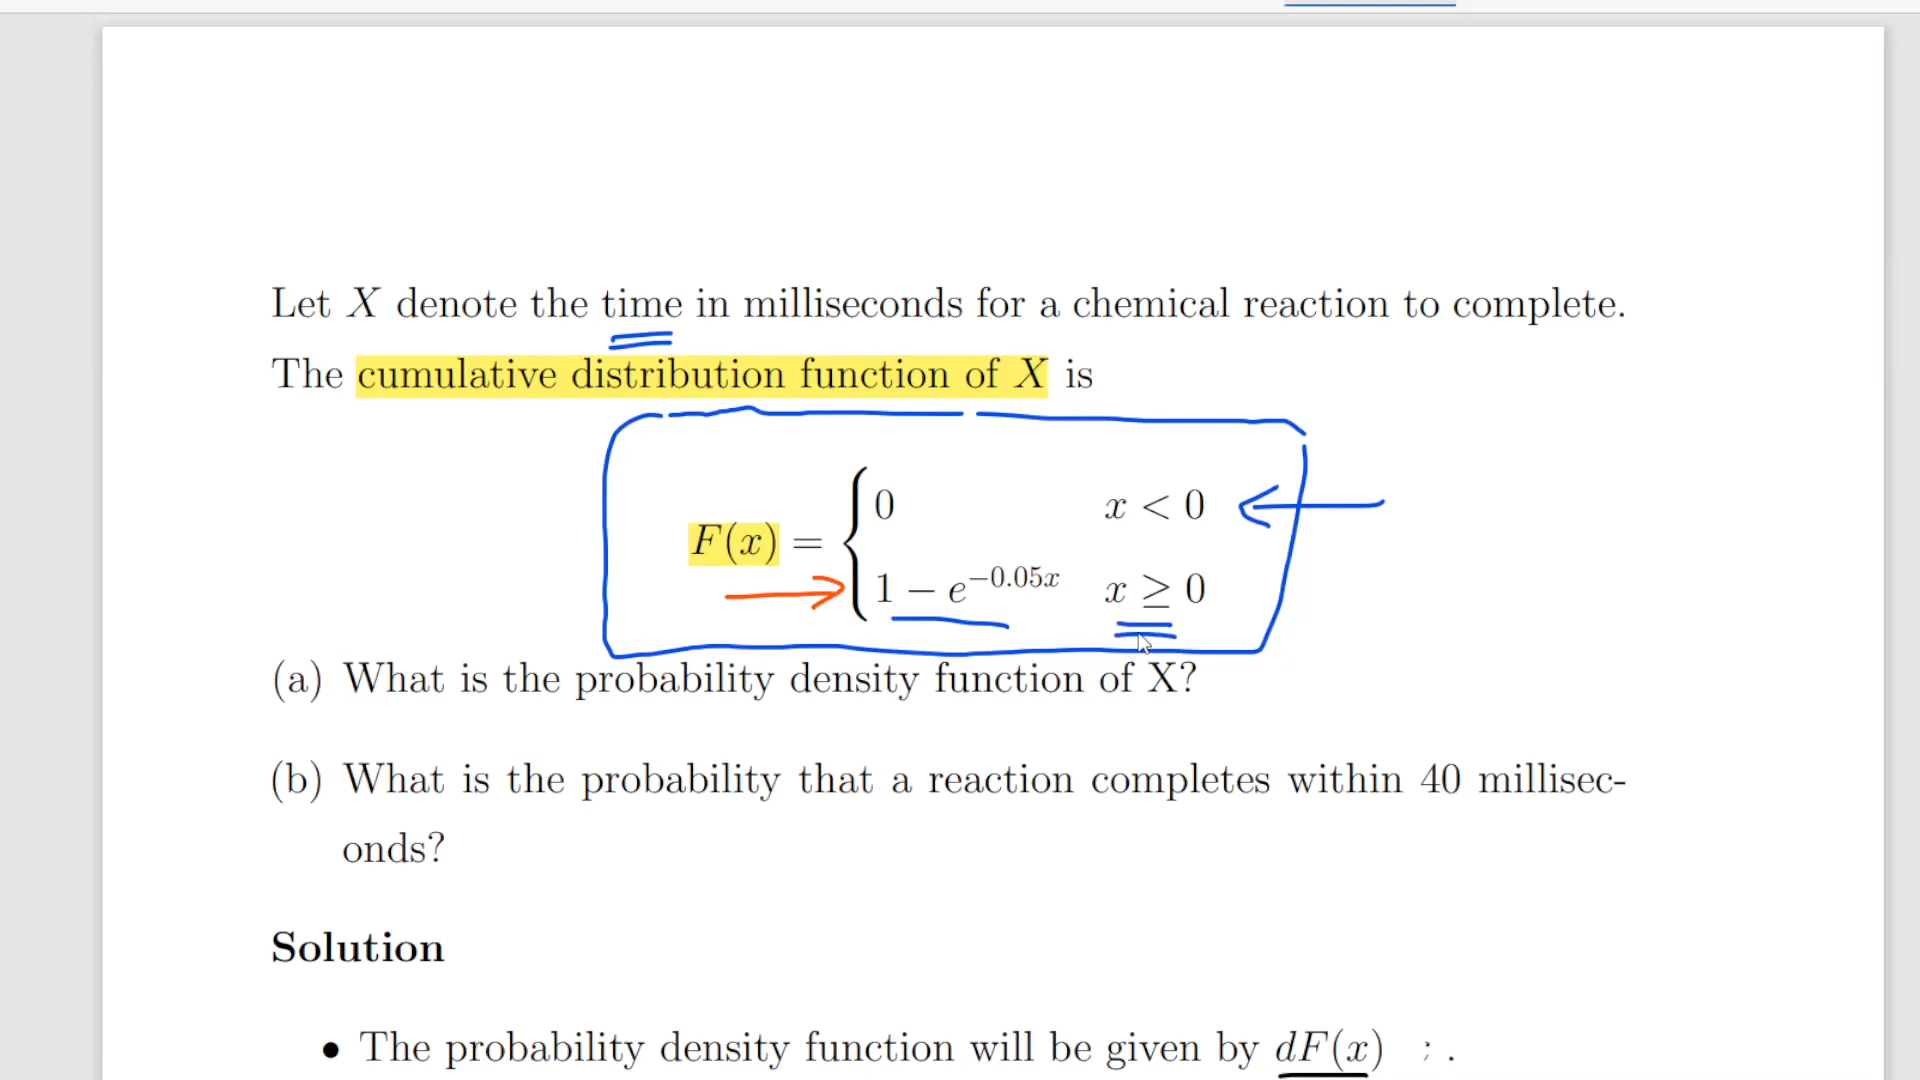 Let X denote the time in milliseconds for a chemical reaction to complete.
The cumulative distribution function of X is
F(x) = { 0 x < 0
1 − e^{−0.05x} x ≥ 0
(a) What is the probability density function of X?
(b) What is the probability that a reaction completes within 40 millisec-
onds?
Solution
• The probability density function will be given by dF(x) .